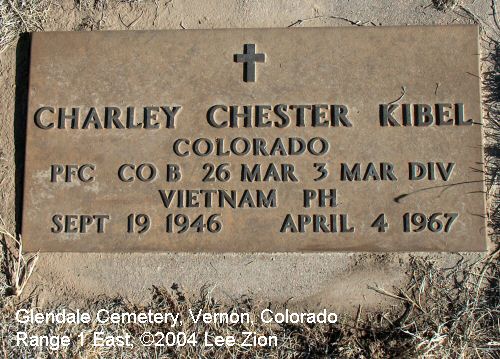 CHARLEY CHESTER KIBEL
COLORADO
PFC CO B 26 MAR 3 MAR DIV
VIETNAM PH
SEPT 19 1946 APRIL 4 1967
Glendale Cemetery, Vernon, Colorado
Range 1 East, ©2004 Lee Zion